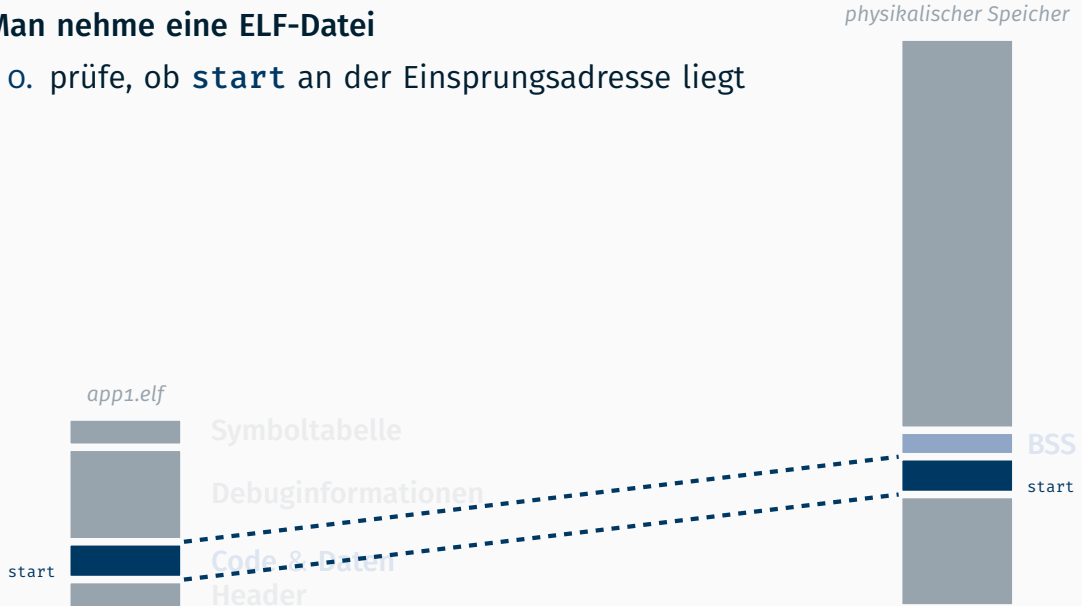 Man nehme eine ELF-Datei
physikalischer Speicher
0. prüfe, ob start an der Einsprungsadresse liegt
app1.elf
Symboltabelle
BSS
Debuginformationen
start
Code & Daten
start
Header